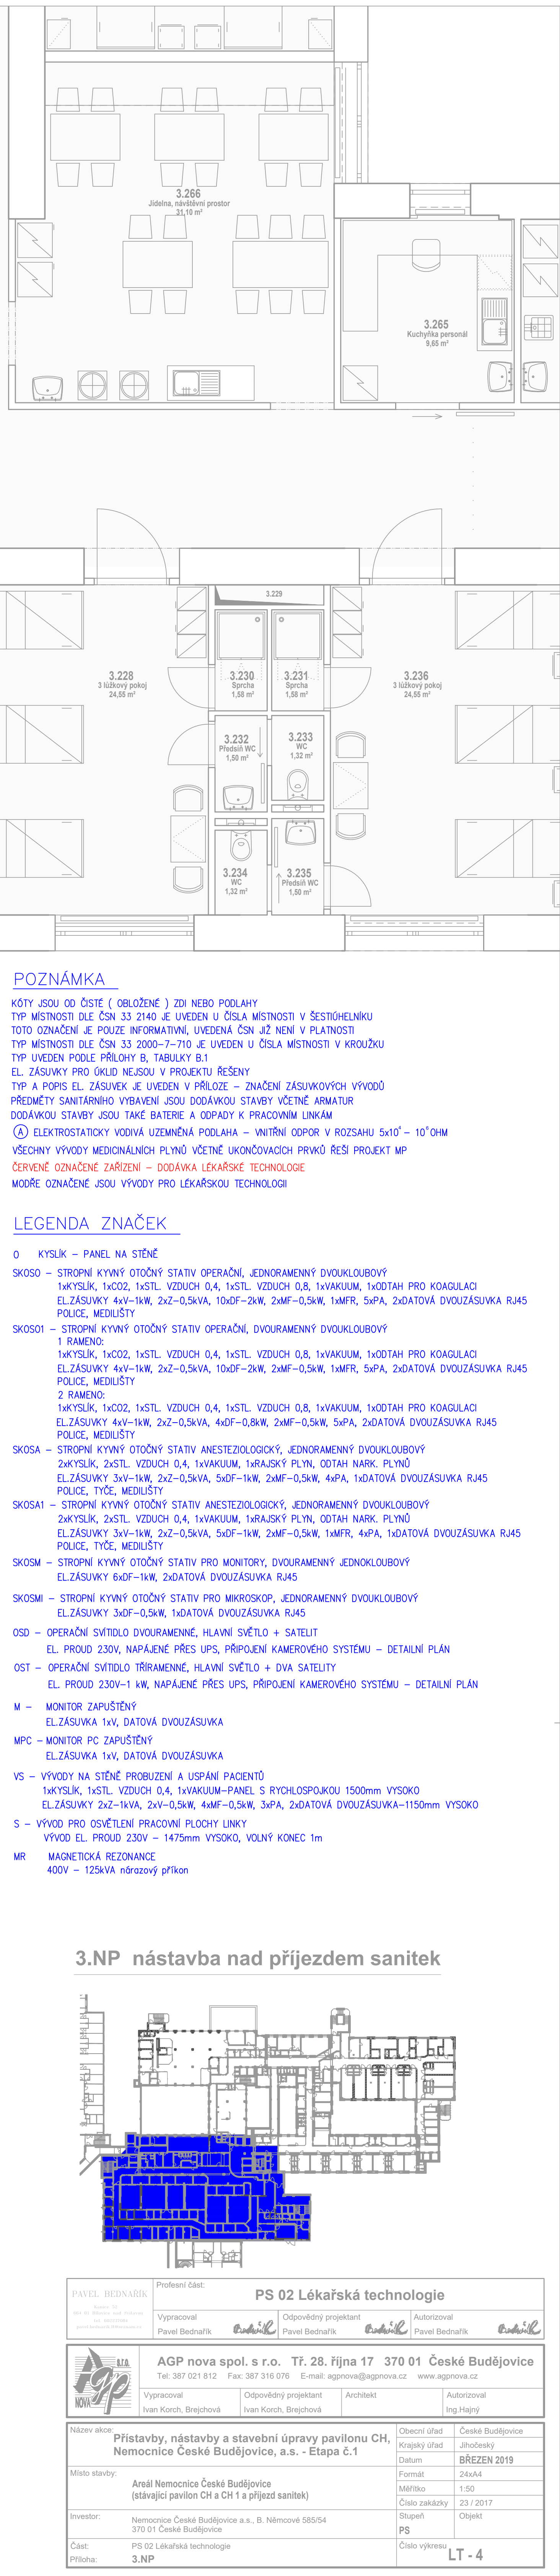 3.266
Jídelna, návštěvní prostor
31,10 m²
3.265
Kuchyňka personál
9,65 m²
3.229
3.228
3 lůžkový pokoj
24,55 m²
3.230
Sprcha
1,58 m²
3.231
Sprcha
1,58 m²
3.236
3 lůžkový pokoj
24,55 m²
3.232
Předsíň WC
1,50 m²
3.233
WC
1,32 m²
3.234
WC
1,32 m²
3.235
Předsíň WC
1,50 m²
POZNÁMKA
KÓTY JSOU OD ČISTÉ ( OBLOŽENÉ ) ZDI NEBO PODLAHY
TYP MÍSTNOSTI DLE ČSN 33 2140 JE UVEDEN U ČÍSLA MÍSTNOSTI V ŠESTIÚHELNÍKU
TOTO OZNAČENÍ JE POUZE INFORMATIVNÍ, UVEDENÁ ČSN JIŽ NENÍ V PLATNOSTI
TYP MÍSTNOSTI DLE ČSN 33 2000-7-710 JE UVEDEN U ČÍSLA MÍSTNOSTI V KROUŽKU
TYP UVEDEN PODLE PŘÍLOHY B, TABULKY B.1
EL. ZÁSUVKY PRO ÚKLID NEJSOU V PROJEKTU ŘEŠENY
TYP A POPIS EL. ZÁSUVEK JE UVEDEN V PŘÍLOZE - ZNAČENÍ ZÁSUVKOVÝCH VÝVODŮ
PŘEDMĚTY SANITÁRNÍHO VYBAVENÍ JSOU DODÁVKOU STAVBY VČETNĚ ARMATUR
DODÁVKOU STAVBY JSOU TAKÉ BATERIE A ODPADY K PRACOVNÍM LINKÁM
A ELEKTROSTATICKY VODIVÁ UZEMNĚNÁ PODLAHA - VNITŘNÍ ODPOR V ROZSAHU 5x10⁴ - 10⁶ OHM
VŠECHNY VÝVODY MEDICINÁLNÍCH PLYNŮ VČETNĚ UKONČOVACÍCH PRVKŮ ŘEŠÍ PROJEKT MP
ČERVENĚ OZNAČENÉ ZAŘÍZENÍ - DODÁVKA LÉKAŘSKÉ TECHNOLOGIE
MODŘE OZNAČENÉ JSOU VÝVODY PRO LÉKAŘSKOU TECHNOLOGII
LEGENDA ZNAČEK
O KYSLÍK - PANEL NA STĚNĚ
SKOSO - STROPNÍ KYVNÝ OTOČNÝ STATIV OPERAČNÍ, JEDNORAMENNÝ DVOUKLOUBOVÝ
1xKYSLÍK, 1xCO2, 1xSTL. VZDUCH 0,4, 1xSTL. VZDUCH 0,8, 1xVAKUUM, 1xODTAH PRO KOAGULACI
EL.ZÁSUVKY 4xV-1kW, 2xZ-0,5kVA, 10xDF-2kW, 2xMF-0,5kW, 1xMFR, 5xPA, 2xDATOVÁ DVOUZÁSUVKA RJ45
POLICE, MEDILIŠTY
SKOSO1 - STROPNÍ KYVNÝ OTOČNÝ STATIV OPERAČNÍ, DVOURAMENNÝ DVOUKLOUBOVÝ
1 RAMENO:
1xKYSLÍK, 1xCO2, 1xSTL. VZDUCH 0,4, 1xSTL. VZDUCH 0,8, 1xVAKUUM, 1xODTAH PRO KOAGULACI
EL.ZÁSUVKY 4xV-1kW, 2xZ-0,5kVA, 10xDF-2kW, 2xMF-0,5kW, 1xMFR, 5xPA, 2xDATOVÁ DVOUZÁSUVKA RJ45
POLICE, MEDILIŠTY
2 RAMENO:
1xKYSLÍK, 1xCO2, 1xSTL. VZDUCH 0,4, 1xSTL. VZDUCH 0,8, 1xVAKUUM, 1xODTAH PRO KOAGULACI
EL.ZÁSUVKY 4xV-1kW, 2xZ-0,5kVA, 4xDF-0,8kW, 2xMF-0,5kW, 5xPA, 2xDATOVÁ DVOUZÁSUVKA RJ45
POLICE, MEDILIŠTY
SKOSA - STROPNÍ KYVNÝ OTOČNÝ STATIV ANESTEZIOLOGICKÝ, JEDNORAMENNÝ DVOUKLOUBOVÝ
2xKYSLÍK, 2xSTL. VZDUCH 0,4, 1xVAKUUM, 1xRAJSKÝ PLYN, ODTAH NARK. PLYNŮ
EL.ZÁSUVKY 3xV-1kW, 2xZ-0,5kVA, 5xDF-1kW, 2xMF-0,5kW, 4xPA, 1xDATOVÁ DVOUZÁSUVKA RJ45
POLICE, TYČE, MEDILIŠTY
SKOSA1 - STROPNÍ KYVNÝ OTOČNÝ STATIV ANESTEZIOLOGICKÝ, JEDNORAMENNÝ DVOUKLOUBOVÝ
2xKYSLÍK, 2xSTL. VZDUCH 0,4, 1xVAKUUM, 1xRAJSKÝ PLYN, ODTAH NARK. PLYNŮ
EL.ZÁSUVKY 3xV-1kW, 2xZ-0,5kVA, 5xDF-1kW, 2xMF-0,5kW, 1xMFR, 4xPA, 1xDATOVÁ DVOUZÁSUVKA RJ45
POLICE, TYČE, MEDILIŠTY
SKOSM - STROPNÍ KYVNÝ OTOČNÝ STATIV PRO MONITORY, DVOURAMENNÝ JEDNOKLOUBOVÝ
EL.ZÁSUVKY 6xDF-1kW, 2xDATOVÁ DVOUZÁSUVKA RJ45
SKOSMI - STROPNÍ KYVNÝ OTOČNÝ STATIV PRO MIKROSKOP, JEDNORAMENNÝ DVOUKLOUBOVÝ
EL.ZÁSUVKY 3xDF-0,5kW, 1xDATOVÁ DVOUZÁSUVKA RJ45
OSD - OPERAČNÍ SVÍTIDLO DVOURAMENNÉ, HLAVNÍ SVĚTLO + SATELIT
EL. PROUD 230V, NAPÁJENÉ PŘES UPS, PŘIPOJENÍ KAMEROVÉHO SYSTÉMU - DETAILNÍ PLÁN
OST - OPERAČNÍ SVÍTIDLO TŘÍRAMENNÉ, HLAVNÍ SVĚTLO + DVA SATELITY
EL. PROUD 230V-1 kW, NAPÁJENÉ PŘES UPS, PŘIPOJENÍ KAMEROVÉHO SYSTÉMU - DETAILNÍ PLÁN
M - MONITOR ZAPUŠTĚNÝ
EL.ZÁSUVKA 1xV, DATOVÁ DVOUZÁSUVKA
MPC - MONITOR PC ZAPUŠTĚNÝ
EL.ZÁSUVKA 1xV, DATOVÁ DVOUZÁSUVKA
VS - VÝVODY NA STĚNĚ PROBUZENÍ A USPÁNÍ PACIENTŮ
1xKYSLÍK, 1xSTL. VZDUCH 0,4, 1xVAKUUM-PANEL S RYCHLOSPOJKOU 1500mm VYSOKO
EL.ZÁSUVKY 2xZ-1kVA, 2xV-0,5kW, 4xMF-0,5kW, 3xPA, 2xDATOVÁ DVOUZÁSUVKA-1150mm VYSOKO
S - VÝVOD PRO OSVĚTLENÍ PRACOVNÍ PLOCHY LINKY
VÝVOD EL. PROUD 230V - 1475mm VYSOKO, VOLNÝ KONEC 1m
MR MAGNETICKÁ REZONANCE
400V - 125kVA nárazový příkon
3.NP nástavba nad příjezdem sanitek
PAVEL BEDNAŘÍK
Profesní část:
PS 02 Lékařská technologie
Vypracoval
Pavel Bednařík
Odpovědný projektant
Pavel Bednařík
Autorizoval
Pavel Bednařík
AGP NOVA s.r.o.
AGP nova spol. s r.o. Tř. 28. října 17 370 01 České Budějovice
Tel: 387 021 812 Fax: 387 316 076 E-mail: agpnova@agpnova.cz www.agpnova.cz
Vypracoval
Ivan Korch, Brejchová
Odpovědný projektant
Ivan Korch, Brejchová
Architekt
Autorizoval
Ing.Hajný
Název akce:
Přístavby, nástavby a stavební úpravy pavilonu CH,
Nemocnice České Budějovice, a.s. - Etapa č.1
Místo stavby:
Areál Nemocnice České Budějovice
(stávající pavilon CH a CH 1 a příjezd sanitek)
Investor:
Nemocnice České Budějovice a.s., B. Němcové 585/54
370 01 České Budějovice
Část: PS 02 Lékařská technologie
Příloha: 3.NP
Obecní úřad České Budějovice
Krajský úřad Jihočeský
Datum BŘEZEN 2019
Formát 24xA4
Měřítko 1:50
Číslo zakázky 23 / 2017
Stupeň
PS
Objekt
Číslo výkresu
LT - 4